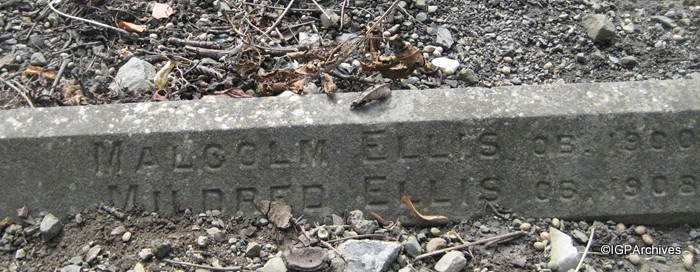 MALCOLM ELLIS OB. 1900
MILDRED ELLIS OB. 1908
©IGPArchives